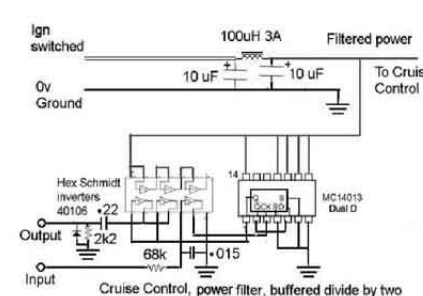 Ign
switched
100uH 3A
Filtered power
+
10 uF
+
10 uF
To Cruise
Control
0v
Ground
14
Hex Schmidt
inverters
40106
MC14013
Dual D
.22
Output
2k2
68k
.015
Input
Cruise Control, power filter, buffered divide by two